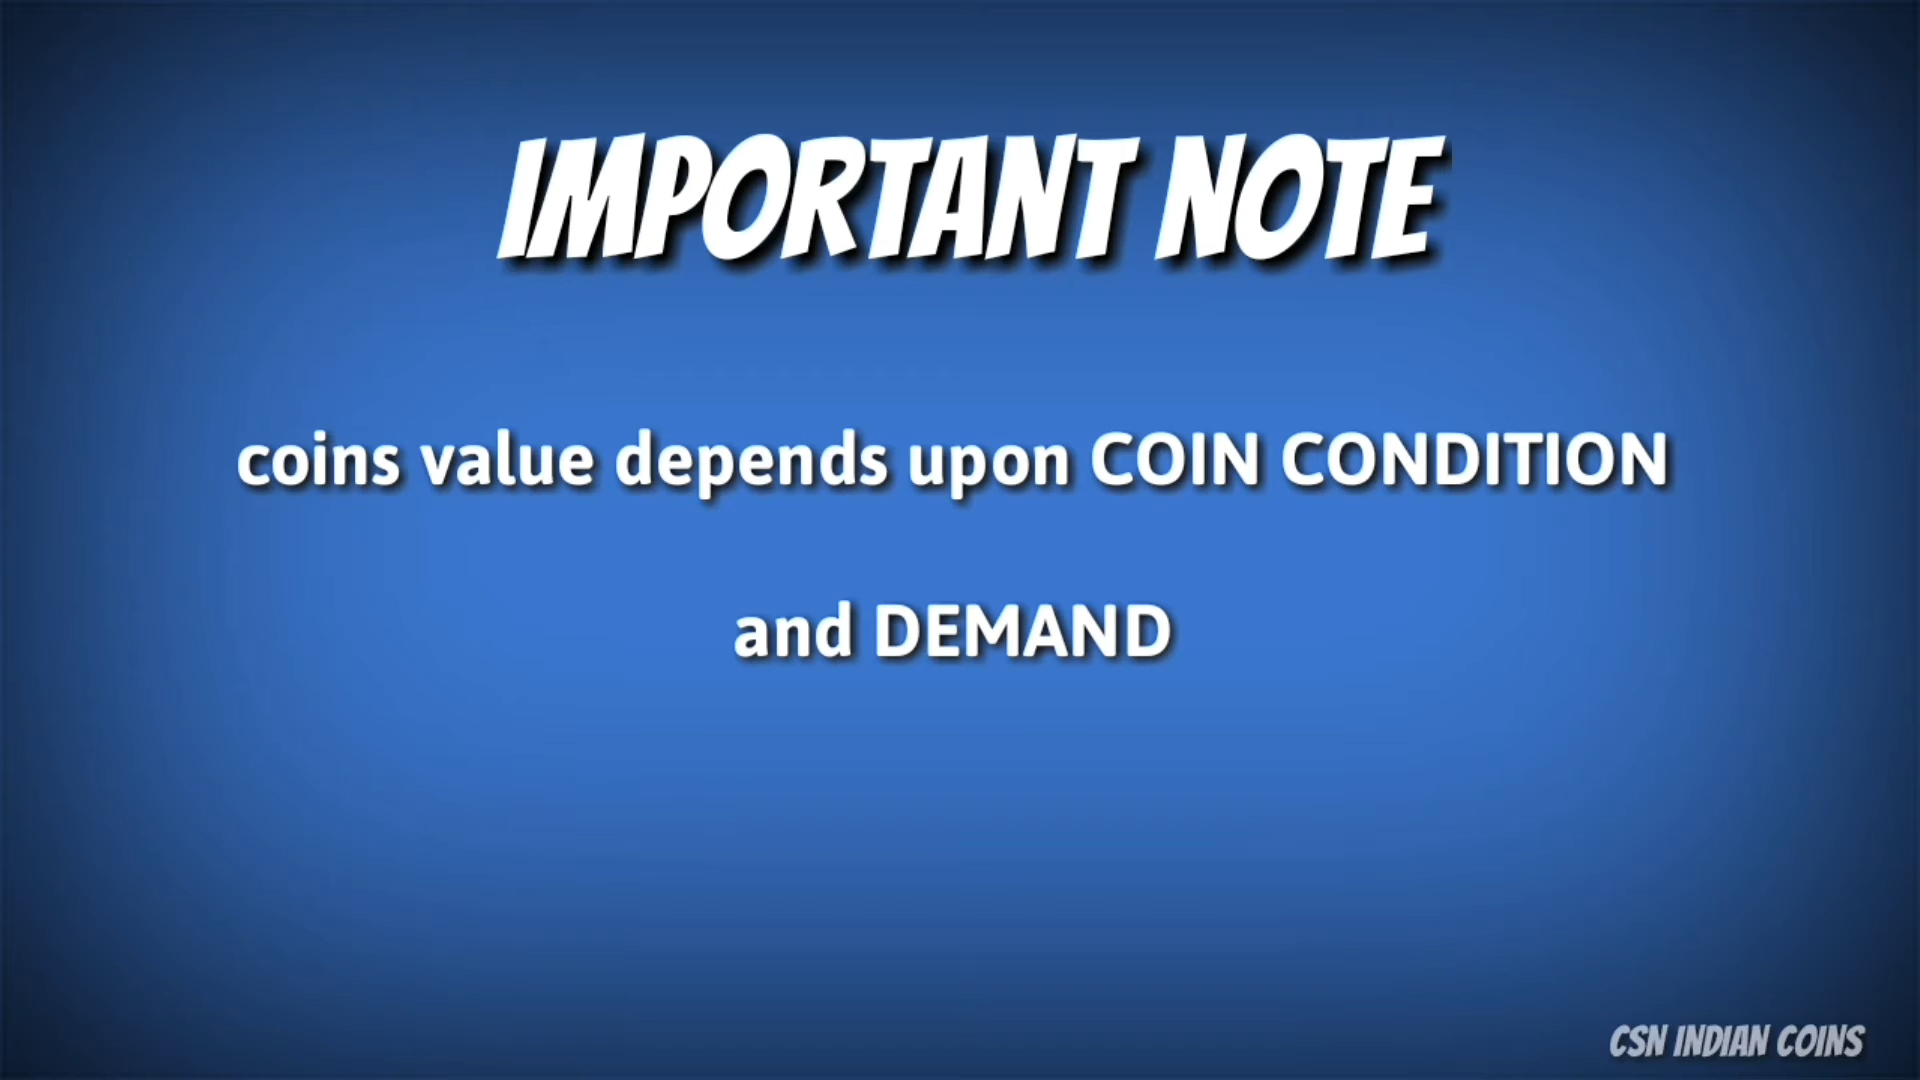 IMPORTANT NOTE
coins value depends upon COIN CONDITION
and DEMAND
CSN INDIAN COINS